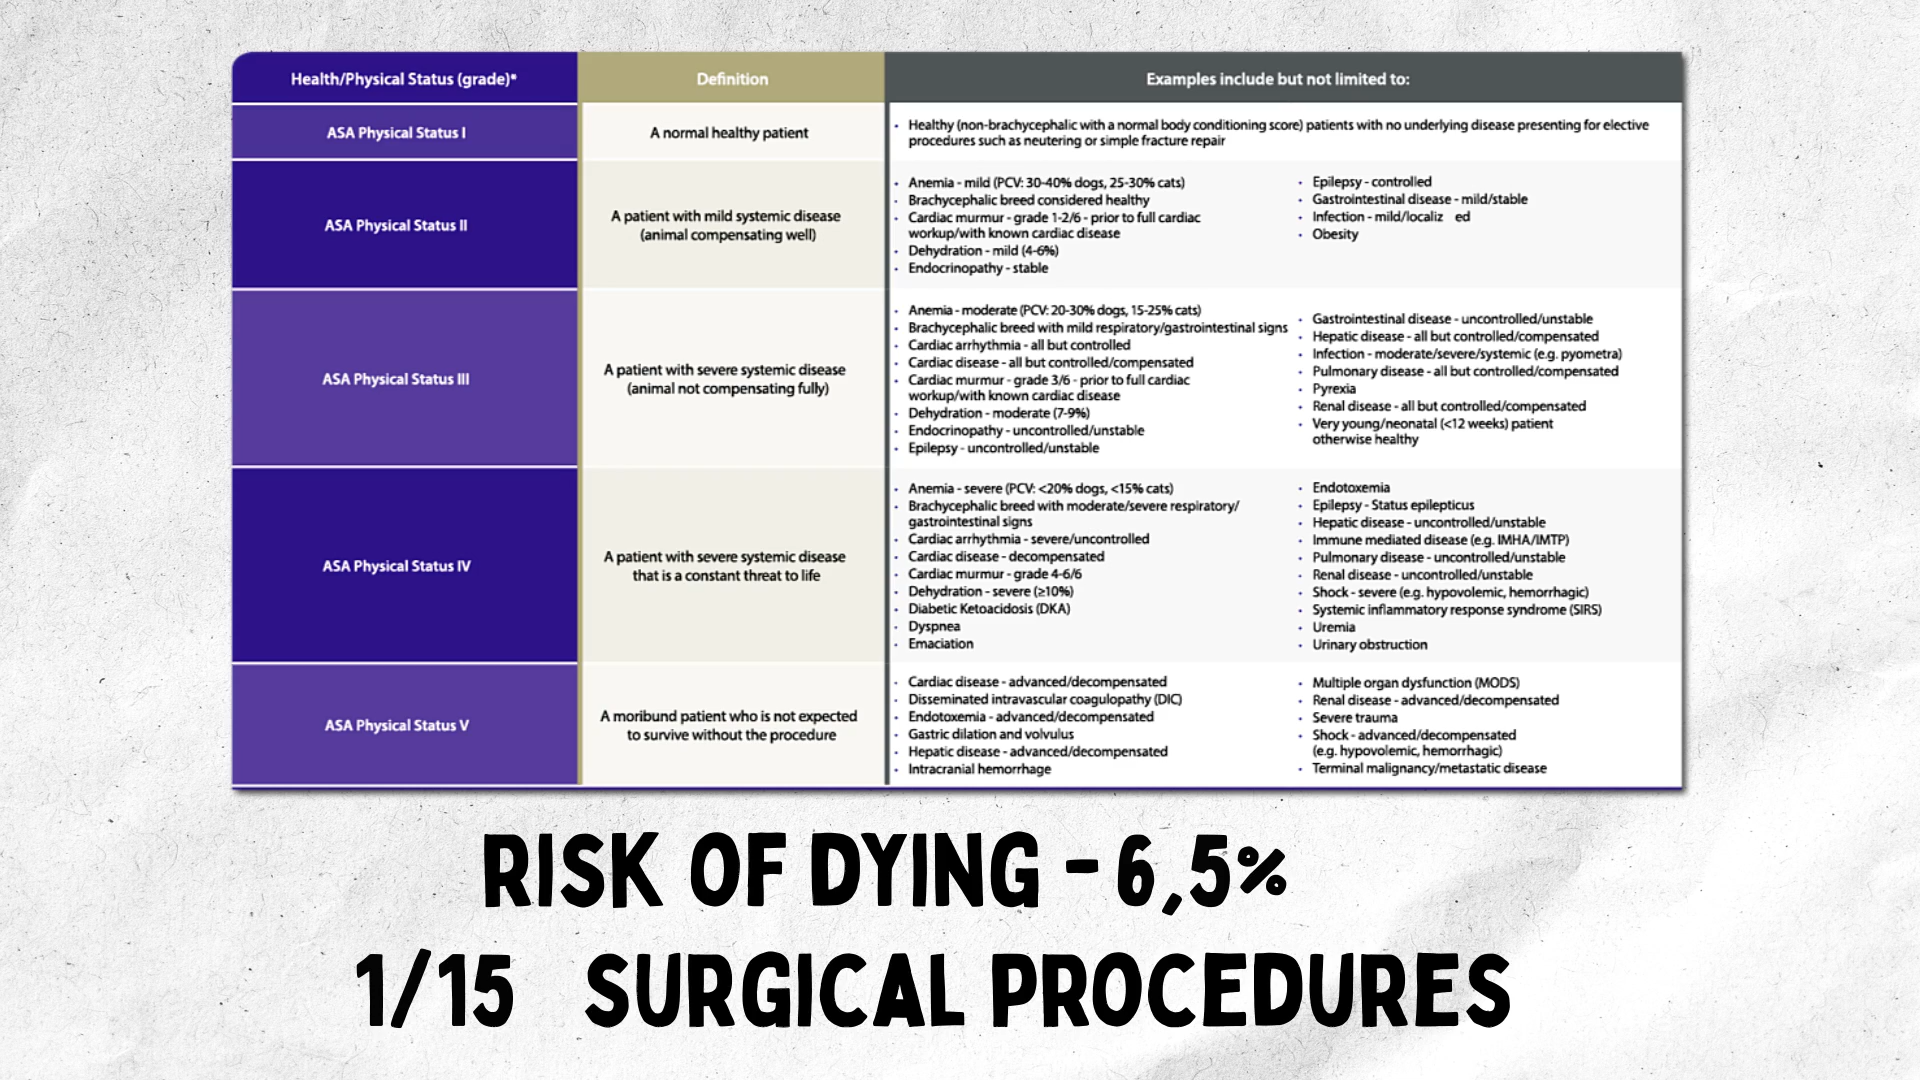 Health/Physical Status (grade)*
Definition
Examples include but not limited to:
ASA Physical Status I
A normal healthy patient
• Healthy (non-brachycephalic with a normal body conditioning score) patients with no underlying disease presenting for elective
procedures such as neutering or simple fracture repair
ASA Physical Status II
A patient with mild systemic disease
(animal compensating well)
• Anemia - mild (PCV: 30-40% dogs, 25-30% cats)
• Brachycephalic breed considered healthy
• Cardiac murmur - grade 1-2/6 - prior to full cardiac
workup/with known cardiac disease
• Dehydration - mild (4-6%)
• Endocrinopathy - stable
• Epilepsy - controlled
• Gastrointestinal disease - mild/stable
• Infection - mild/localiz ed
• Obesity
ASA Physical Status III
A patient with severe systemic disease
(animal not compensating fully)
• Anemia - moderate (PCV: 20-30% dogs, 15-25% cats)
• Brachycephalic breed with mild respiratory/gastrointestinal signs
• Cardiac arrhythmia - all but controlled
• Cardiac disease - all but controlled/compensated
• Cardiac murmur - grade 3/6 - prior to full cardiac
workup/with known cardiac disease
• Dehydration - moderate (7-9%)
• Endocrinopathy - uncontrolled/unstable
• Epilepsy - uncontrolled/unstable
• Gastrointestinal disease - uncontrolled/unstable
• Hepatic disease - all but controlled/compensated
• Infection - moderate/severe/systemic (e.g. pyometra)
• Pulmonary disease - all but controlled/compensated
• Pyrexia
• Renal disease - all but controlled/compensated
• Very young/neonatal (<12 weeks) patient
otherwise healthy
ASA Physical Status IV
A patient with severe systemic disease
that is a constant threat to life
• Anemia - severe (PCV: <20% dogs, <15% cats)
• Brachycephalic breed with moderate/severe respiratory/
gastrointestinal signs
• Cardiac arrhythmia - severe/uncontrolled
• Cardiac disease - decompensated
• Cardiac murmur - grade 4-6/6
• Dehydration - severe (≥10%)
• Diabetic Ketoacidosis (DKA)
• Dyspnea
• Emaciation
• Endotoxemia
• Epilepsy - Status epilepticus
• Hepatic disease - uncontrolled/unstable
• Immune mediated disease (e.g. IMHA/IMTP)
• Pulmonary disease - uncontrolled/unstable
• Renal disease - uncontrolled/unstable
• Shock - severe (e.g. hypovolemic, hemorrhagic)
• Systemic inflammatory response syndrome (SIRS)
• Uremia
• Urinary obstruction
ASA Physical Status V
A moribund patient who is not expected
to survive without the procedure
• Cardiac disease - advanced/decompensated
• Disseminated intravascular coagulopathy (DIC)
• Endotoxemia - advanced/decompensated
• Gastric dilation and volvulus
• Hepatic disease - advanced/decompensated
• Intracranial hemorrhage
• Multiple organ dysfunction (MODS)
• Renal disease - advanced/decompensated
• Severe trauma
• Shock - advanced/decompensated
(e.g. hypovolemic, hemorrhagic)
• Terminal malignancy/metastatic disease
RISK OF DYING - 6,5%
1/15 SURGICAL PROCEDURES